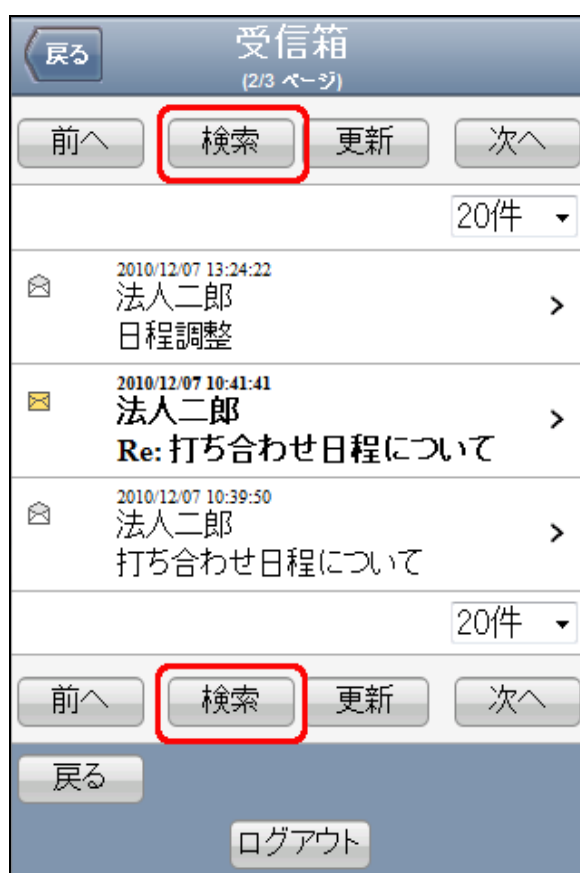 戻る
受信箱
(2/3 ページ)
前へ 検索 更新 次へ
20件
2010/12/07 13:24:22
法人二郎
日程調整
2010/12/07 10:41:41
法人二郎
Re: 打ち合わせ日程について
2010/12/07 10:39:50
法人二郎
打ち合わせ日程について
20件
前へ 検索 更新 次へ
戻る
ログアウト